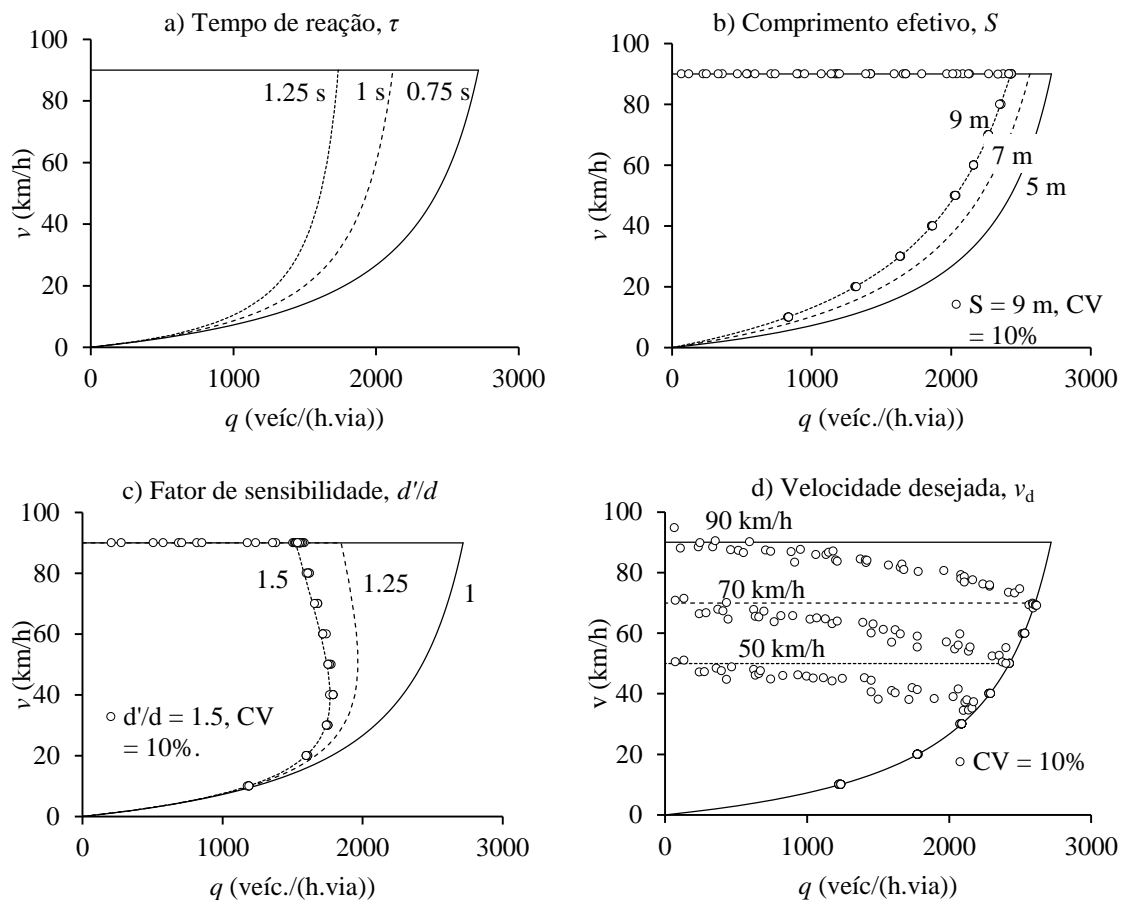 a) Tempo de reação, τ
100
80
60
40
20
0
v (km/h)
1.25 s
1 s
0.75 s
0
1000
2000
3000
q (veíc/(h.via))
b) Comprimento efetivo, S
100
80
60
40
20
0
v (km/h)
9 m
7 m
5 m
S = 9 m, CV
= 10%
0
1000
2000
3000
q (veíc./(h.via))
c) Fator de sensibilidade, d'/d
100
80
60
40
20
0
v (km/h)
1.5
1.25
1
d'/d = 1.5, CV
= 10%.
0
1000
2000
3000
q (veíc./(h.via))
d) Velocidade desejada, vd
100
80
60
40
20
0
v (km/h)
90 km/h
70 km/h
50 km/h
CV = 10%
0
1000
2000
3000
q (veíc/(h.via))